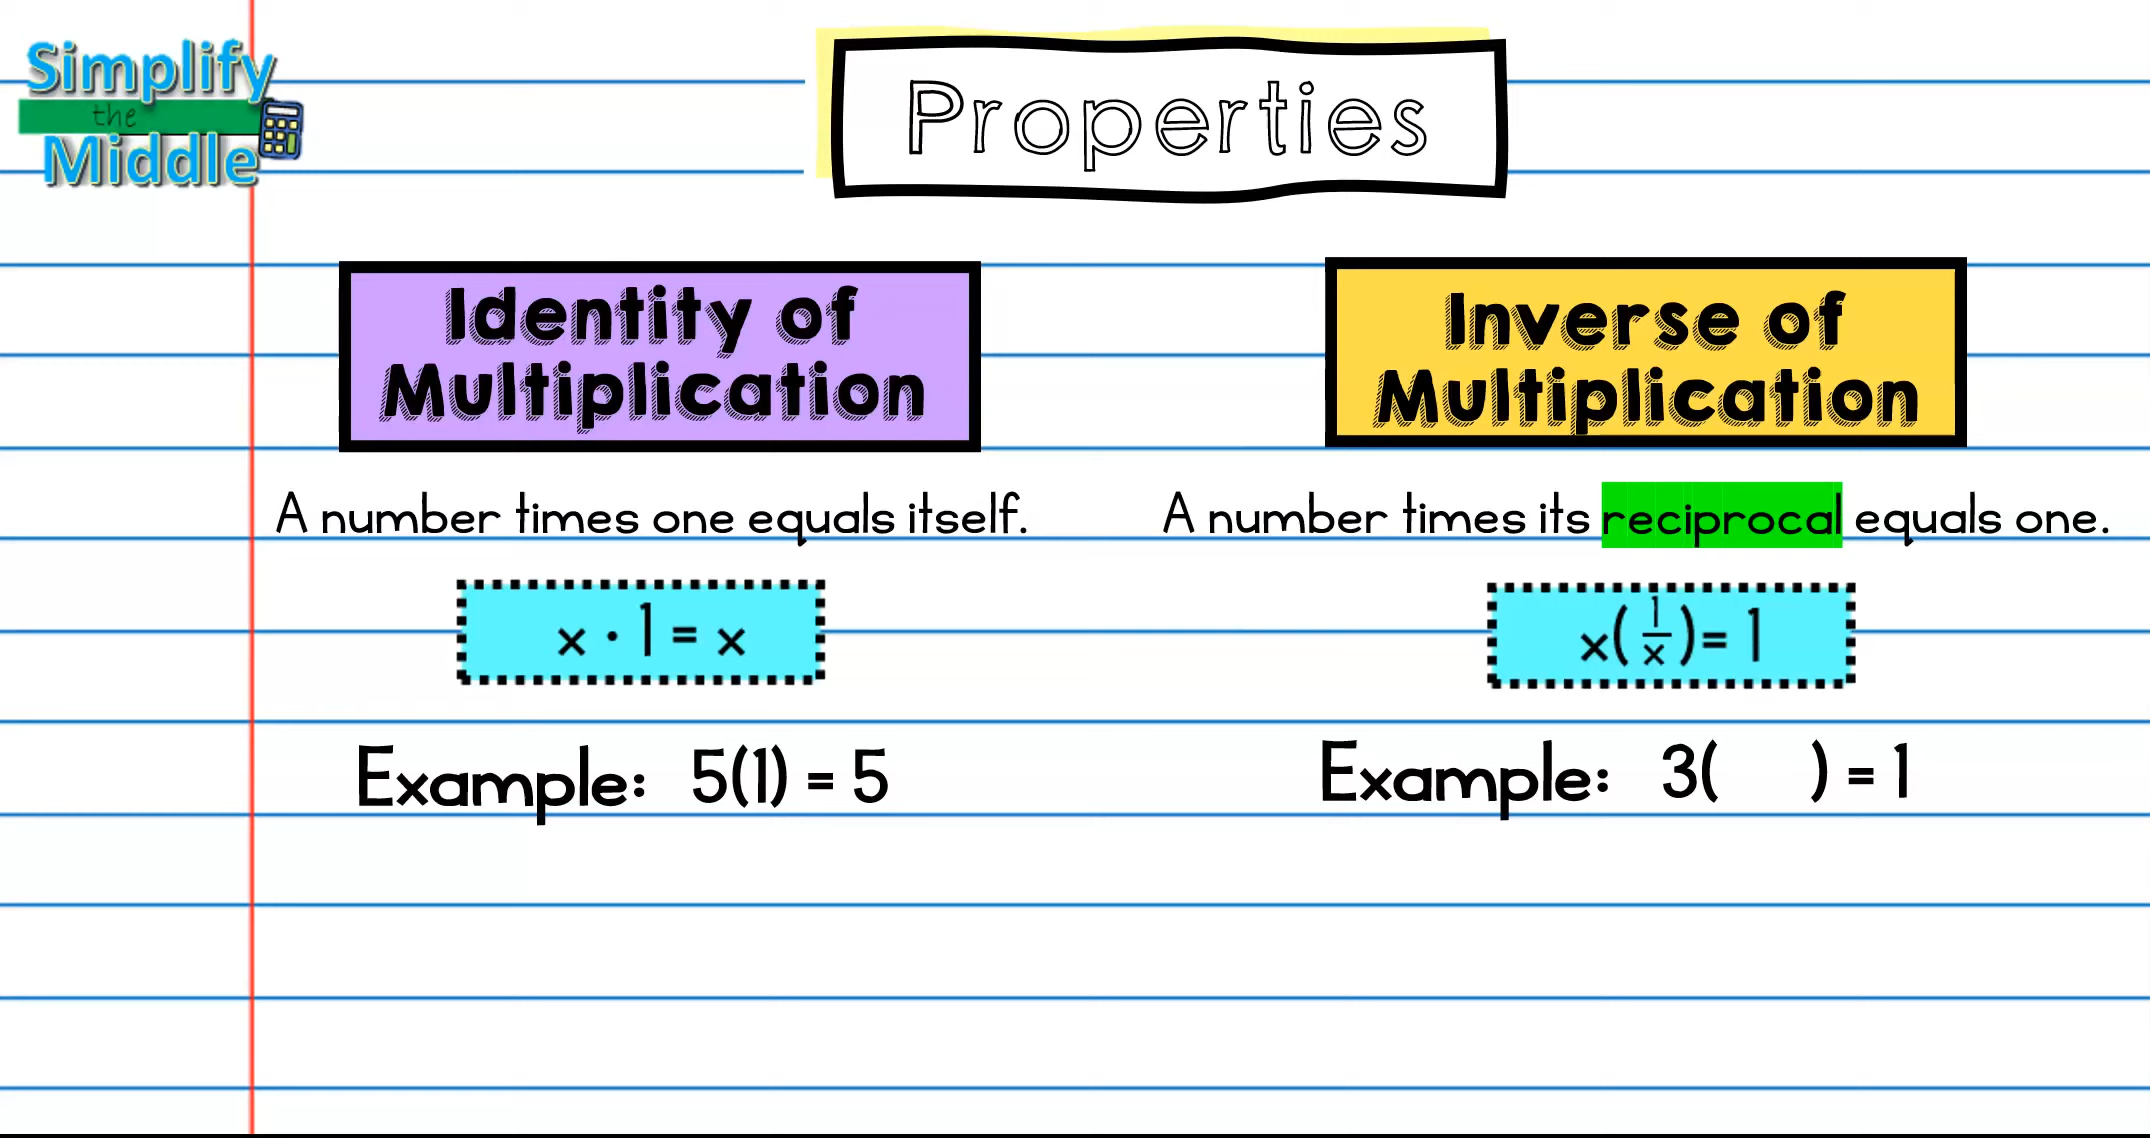 Simplify
the
Middle
Properties
Identity of
Multiplication
A number times one equals itself.
x · 1 = x
Example: 5(1) = 5
Inverse of
Multiplication
A number times its reciprocal equals one.
x(1/x) = 1
Example: 3( ) = 1